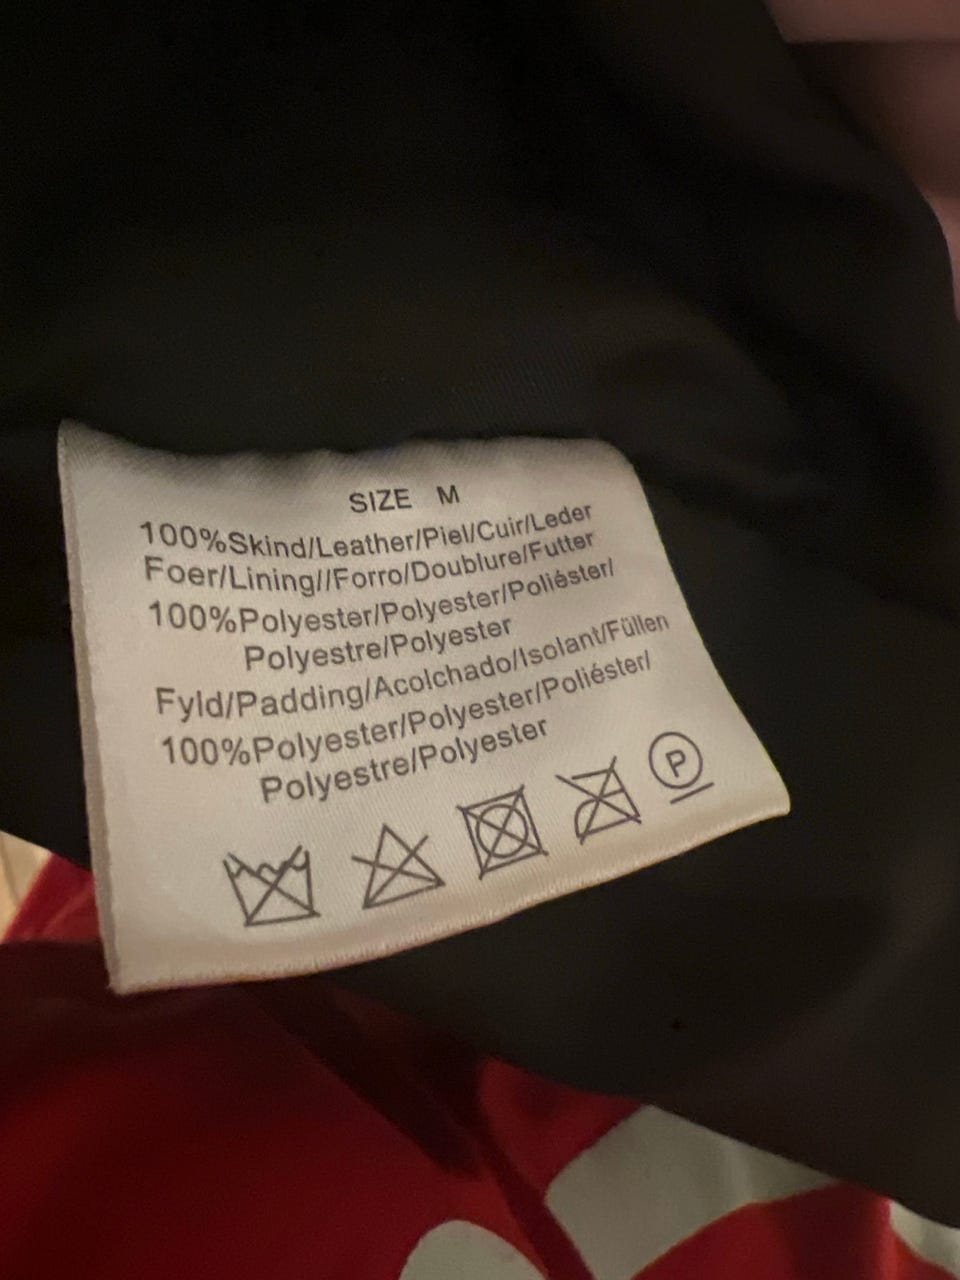 SIZE M
100%Skind/Leather/Piel/Cuir/Leder
Foer/Lining//Forro/Doublure/Futter
100%Polyester/Polyester/Poliéster/
Polyestre/Polyester
Fyld/Padding/Acolchado/Isolant/Füllen
100%Polyester/Polyester/Poliéster/
Polyestre/Polyester
P